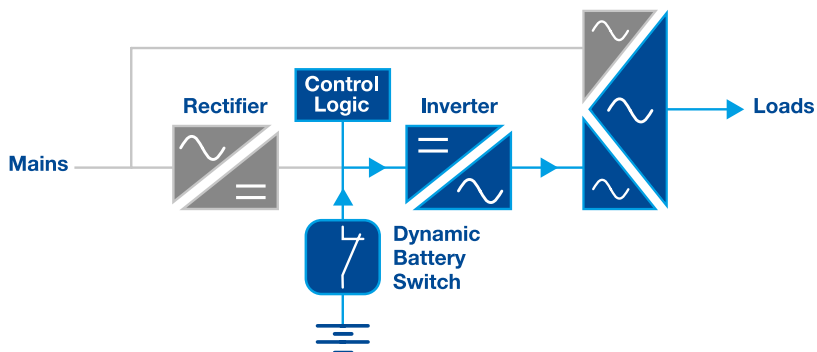 Control
Logic
Rectifier
Inverter
Mains
Loads
Dynamic
Battery
Switch